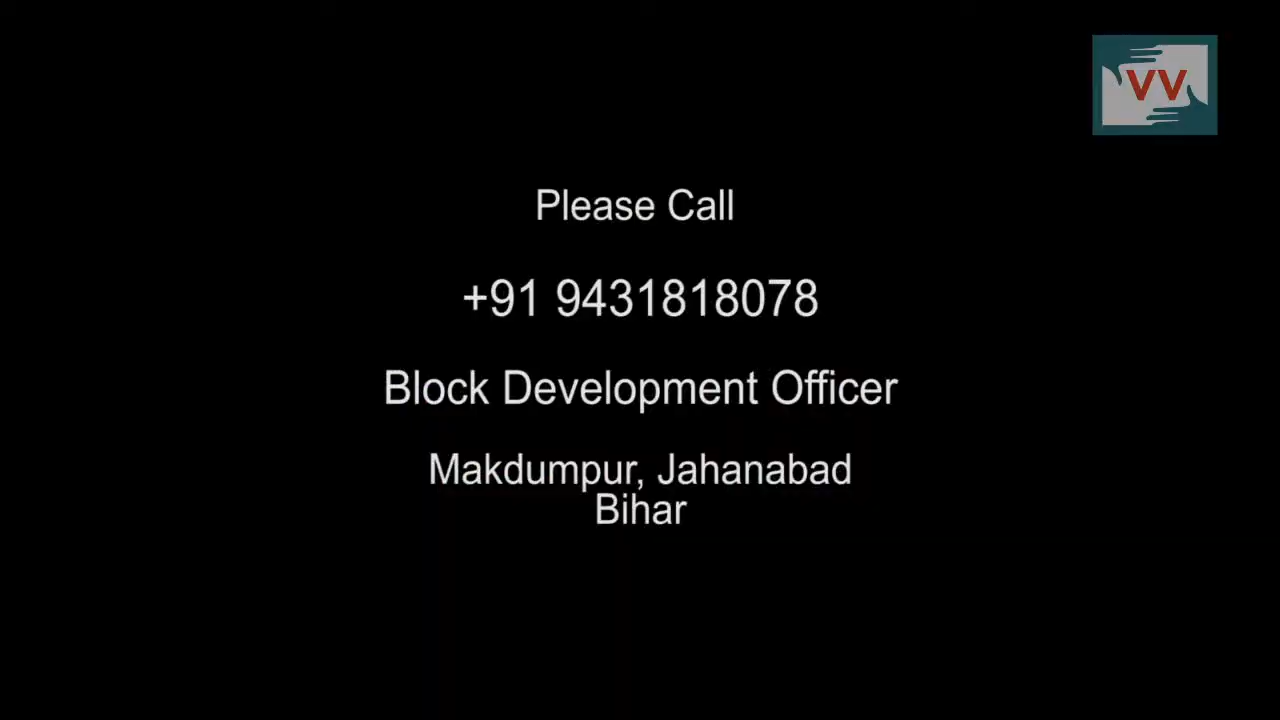 VV
Please Call
+91 9431818078
Block Development Officer
Makdumpur, Jahanabad
Bihar